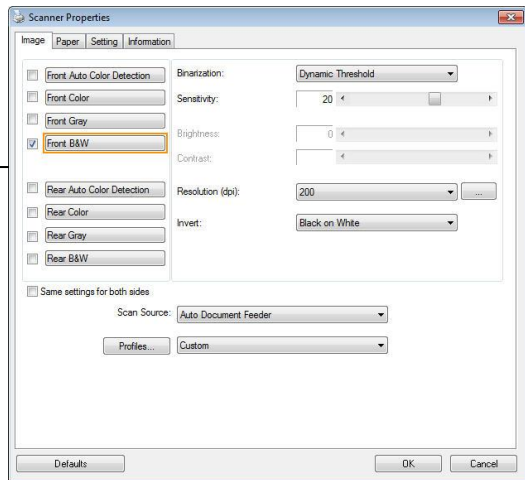 Scanner Properties
Image Paper Setting Information
Front Auto Color Detection
Front Color
Front Gray
Front B&W
Rear Auto Color Detection
Rear Color
Rear Gray
Rear B&W
Binarization: Dynamic Threshold
Sensitivity: 20
Brightness: 0
Contrast:
Resolution (dpi): 200 ...
Invert: Black on White
Same settings for both sides
Scan Source: Auto Document Feeder
Profiles... Custom
Defaults OK Cancel